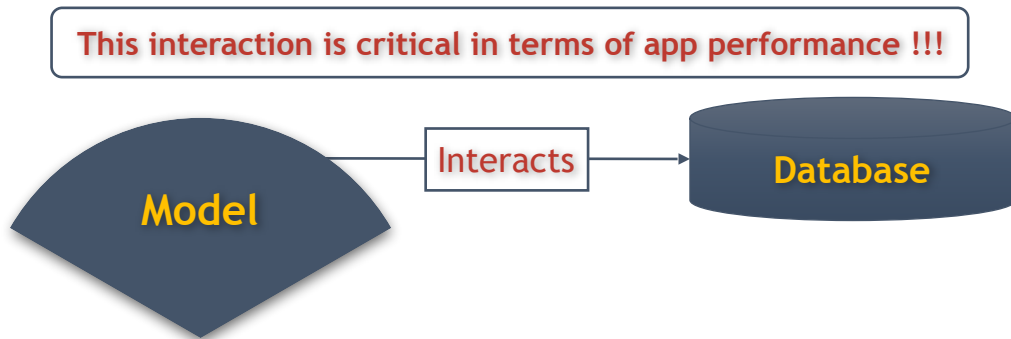 This interaction is critical in terms of app performance !!!
Interacts
Model
Database